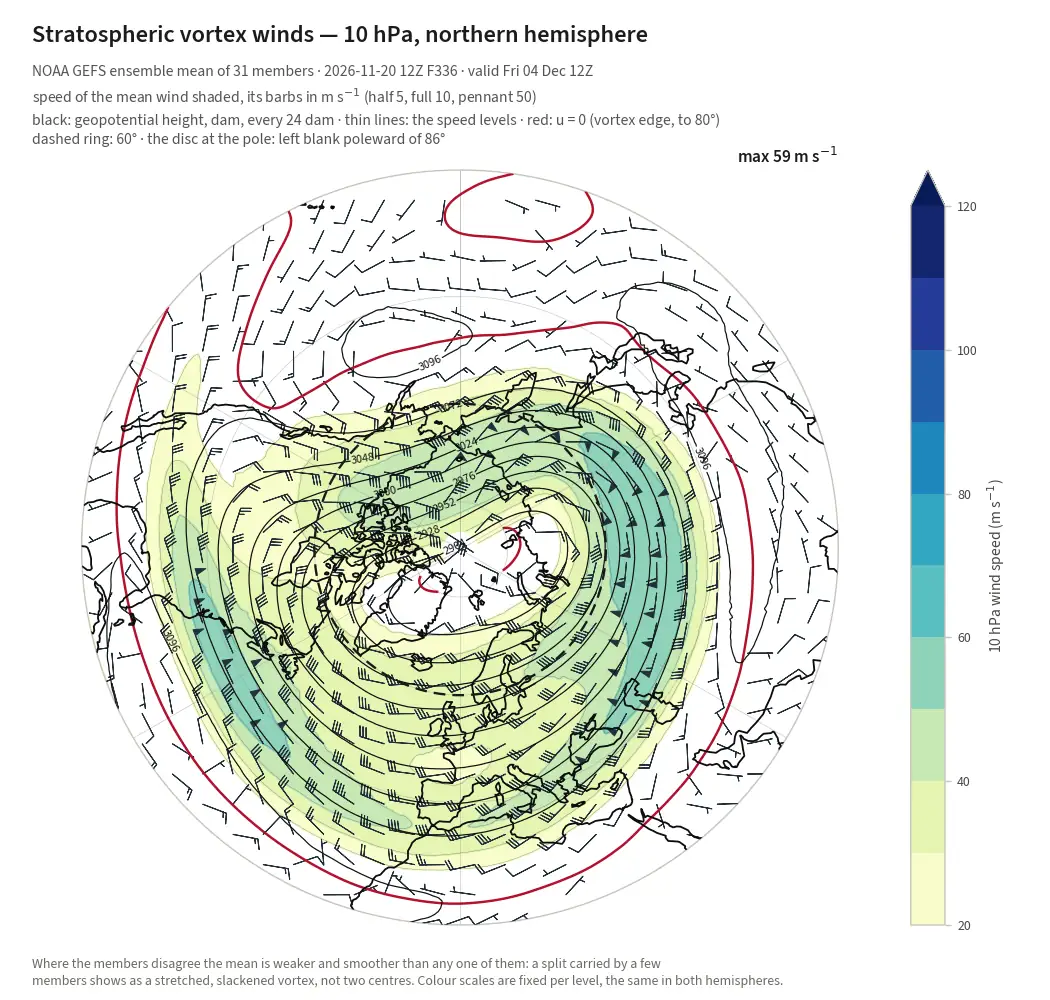 Stratospheric vortex winds — 10 hPa, northern hemisphere
NOAA GEFS ensemble mean of 31 members · 2026-11-20 12Z F336 · valid Fri 04 Dec 12Z
speed of the mean wind shaded, its barbs in m s⁻¹ (half 5, full 10, pennant 50)
black: geopotential height, dam, every 24 dam · thin lines: the speed levels · red: u = 0 (vortex edge, to 80°)
dashed ring: 60° · the disc at the pole: left blank poleward of 86°
max 59 m s⁻¹
120
100
80
60
40
20
10 hPa wind speed (m s⁻¹)
3096
3048
2976
2952
2928
3096
3096
Where the members disagree the mean is weaker and smoother than any one of them: a split carried by a few
members shows as a stretched, slackened vortex, not two centres. Colour scales are fixed per level, the same in both hemispheres.